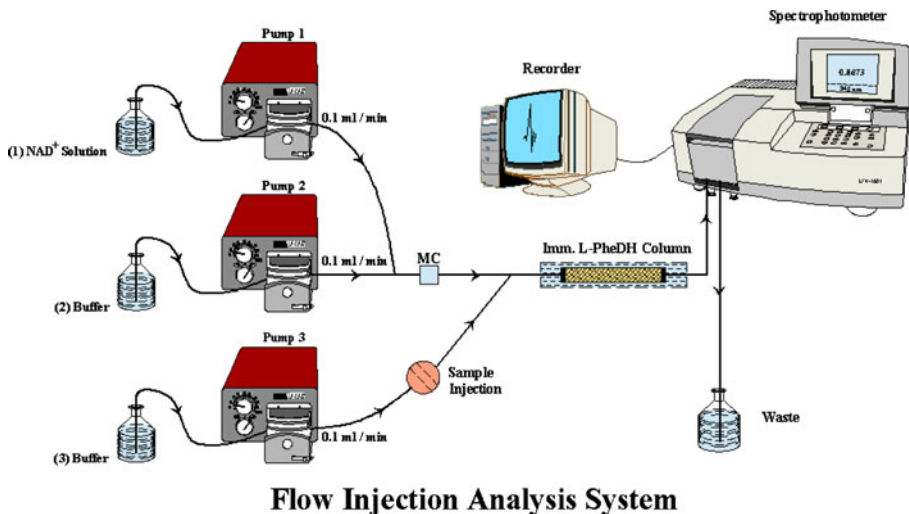 Pump 1
Spectrophotometer
Recorder
0.8673
0.1 ml / min
(1) NAD+ Solution
Pump 2
0.1 ml / min
MC
Imm. L-PheDH Column
(2) Buffer
Pump 3
Sample
Injection
0.1 ml / min
(3) Buffer
Waste
Flow Injection Analysis System